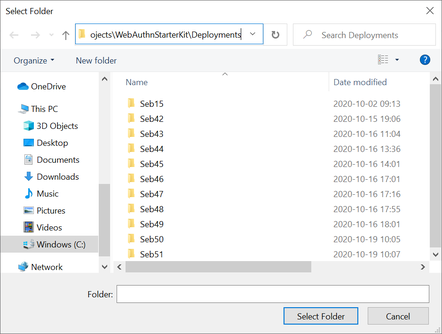 Select Folder
ojects\WebAuthnStarterKit\Deployments
Search Deployments
Organize
New folder
Name
Date modified
OneDrive
This PC
3D Objects
Desktop
Documents
Downloads
Music
Pictures
Videos
Windows (C:)
Network
Seb15 2020-10-02 09:13
Seb42 2020-10-15 19:06
Seb43 2020-10-16 11:04
Seb44 2020-10-16 13:36
Seb45 2020-10-16 14:01
Seb46 2020-10-16 17:01
Seb47 2020-10-16 17:16
Seb48 2020-10-16 17:55
Seb49 2020-10-16 18:01
Seb50 2020-10-19 10:05
Seb51 2020-10-19 10:07
Folder:
Select Folder
Cancel